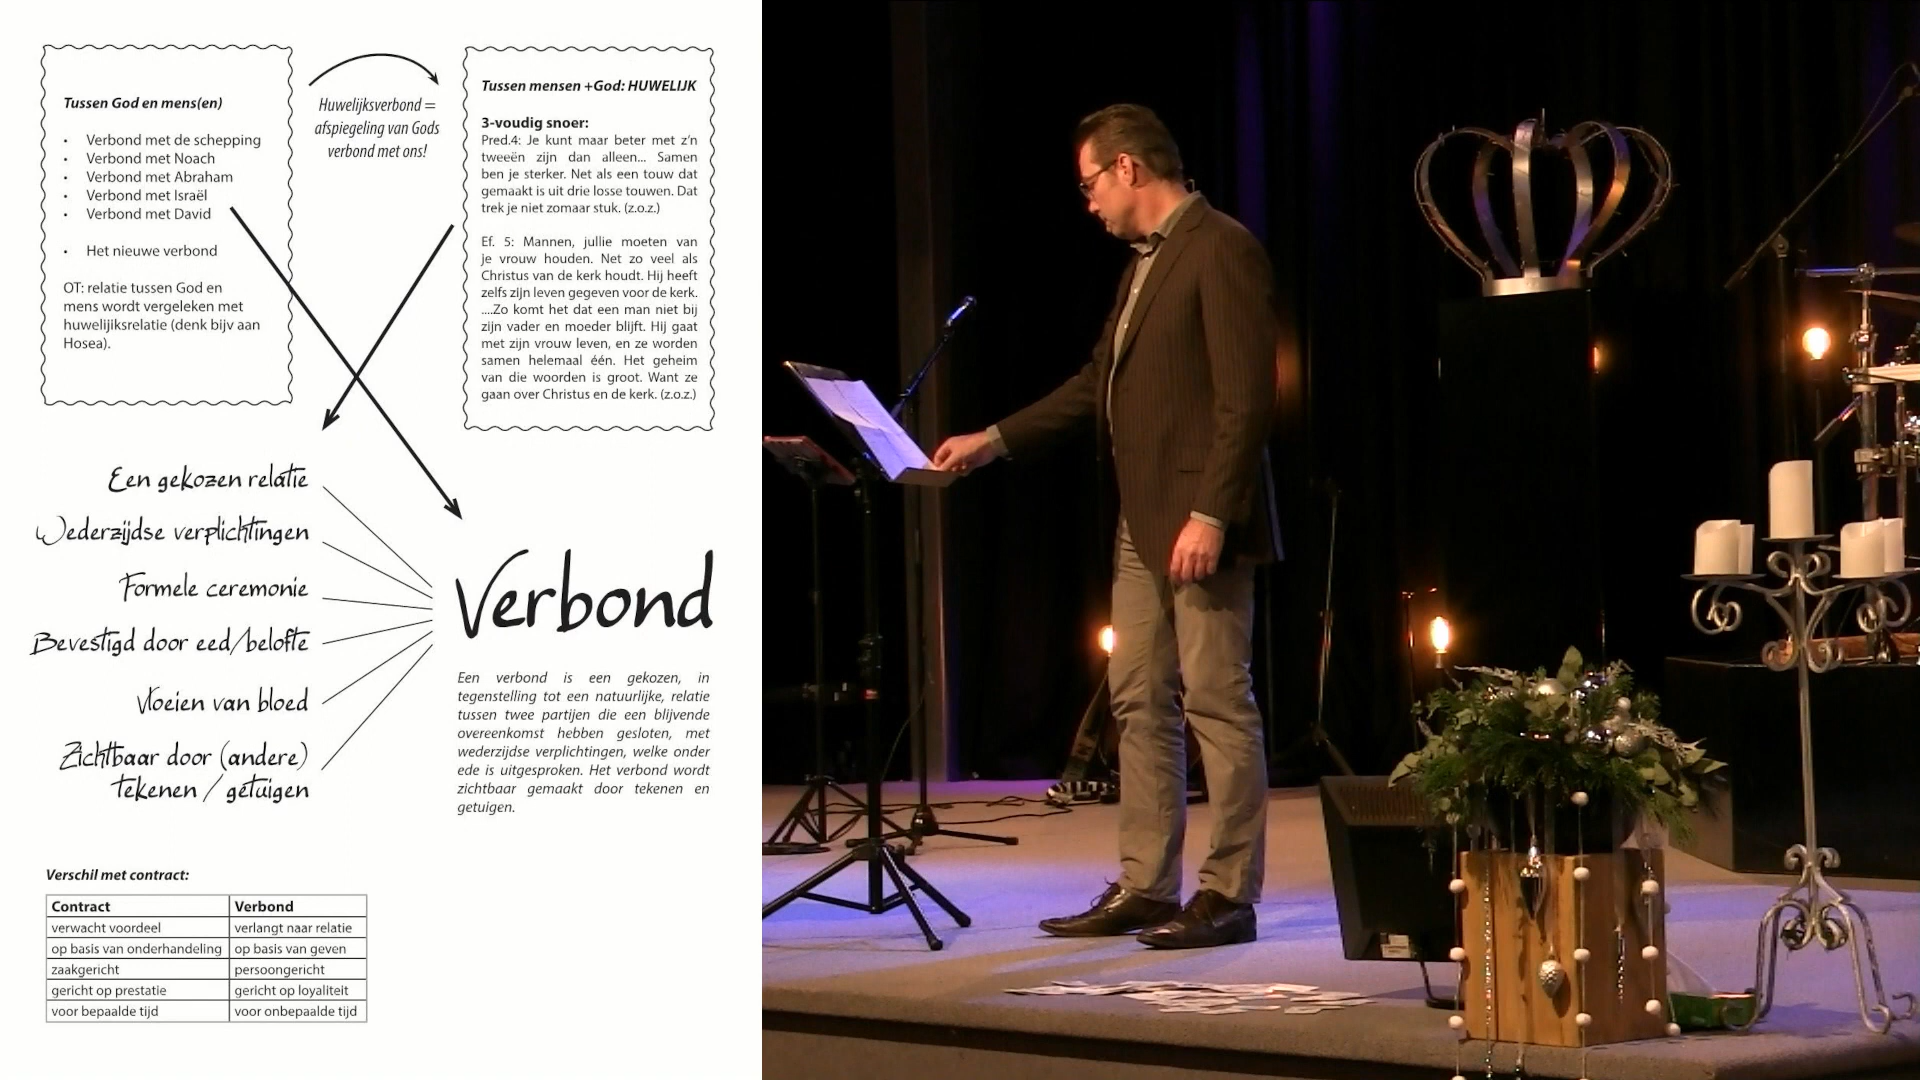 Tussen God en mens(en)
• Verbond met de schepping
• Verbond met Noach
• Verbond met Abraham
• Verbond met Israël
• Verbond met David
• Het nieuwe verbond
OT: relatie tussen God en
mens wordt vergeleken met
huwelijksrelatie (denk bijv aan
Hosea).
Huwelijksverbond =
afspiegeling van Gods
verbond met ons!
Tussen mensen +God: HUWELIJK
3-voudig snoer:
Pred.4: Je kunt maar beter met z'n
tweeën zijn dan alleen... Samen
ben je sterker. Net als een touw dat
gemaakt is uit drie losse touwen. Dat
trek je niet zomaar stuk. (z.o.z.)
Ef. 5: Mannen, jullie moeten van
je vrouw houden. Net zo veel als
Christus van de kerk houdt. Hij heeft
zelfs zijn leven gegeven voor de kerk.
....Zo komt het dat een man niet bij
zijn vader en moeder blijft. Hij gaat
met zijn vrouw leven, en ze worden
samen helemaal één. Het geheim
van die woorden is groot. Want ze
gaan over Christus en de kerk. (z.o.z.)
Een gekozen relatie
Wederzijdse verplichtingen
Formele ceremonie
Bevestigd door eed/belofte
Vloeien van bloed
Zichtbaar door (andere)
tekenen / getuigen
Verbond
Een verbond is een gekozen, in
tegenstelling tot een natuurlijke, relatie
tussen twee partijen die een blijvende
overeenkomst hebben gesloten, met
wederzijdse verplichtingen, welke onder
ede is uitgesproken. Het verbond wordt
zichtbaar gemaakt door tekenen en
getuigen.
Verschil met contract:
Contract Verbond
verwacht voordeel verlangt naar relatie
op basis van onderhandeling op basis van geven
zaakgericht persoongericht
gericht op prestatie gericht op loyaliteit
voor bepaalde tijd voor onbepaalde tijd